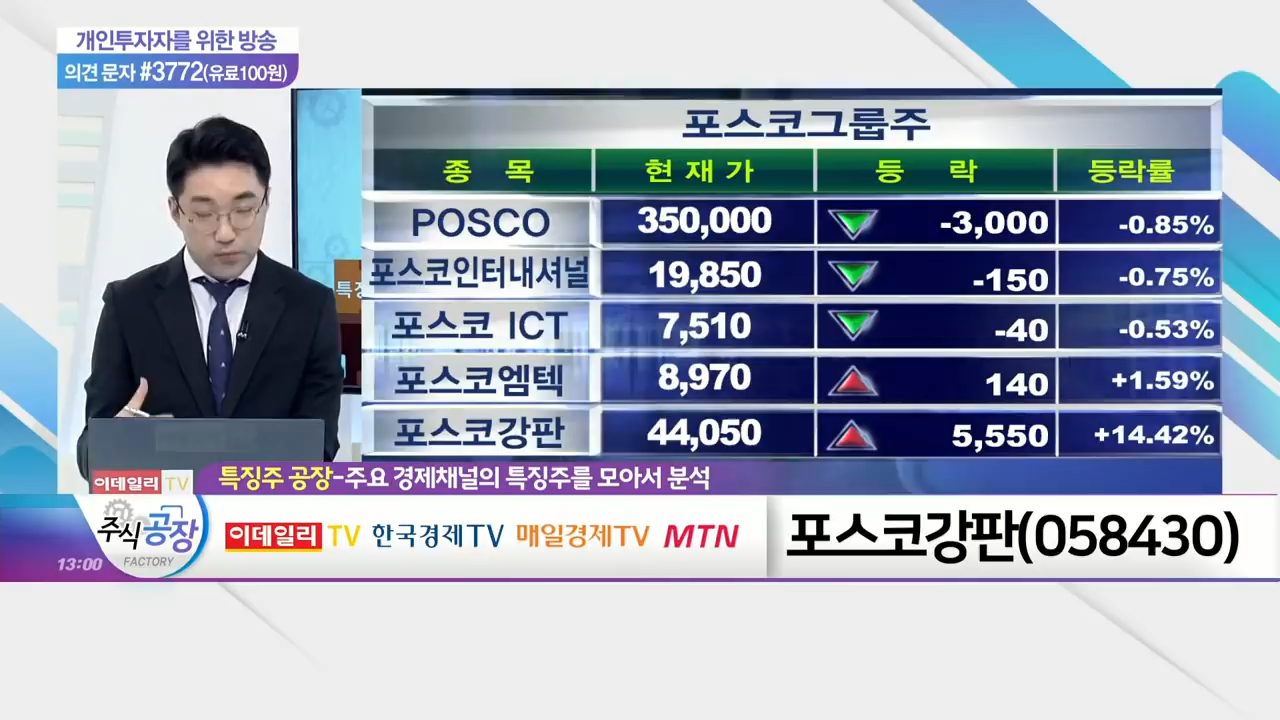 개인투자자를 위한 방송
의견 문자 #3772(유료100원)
포스코그룹주
종 목 현 재 가 등 락 등락률
POSCO 350,000 -3,000 -0.85%
포스코인터내셔널 19,850 -150 -0.75%
포스코 ICT 7,510 -40 -0.53%
포스코엠텍 8,970 140 +1.59%
포스코강판 44,050 5,550 +14.42%
특징
이데일리 TV
특징주 공장-주요 경제채널의 특징주를 모아서 분석
주식공장
FACTORY
13:00
이데일리 TV 한국경제TV 매일경제TV MTN
포스코강판(058430)